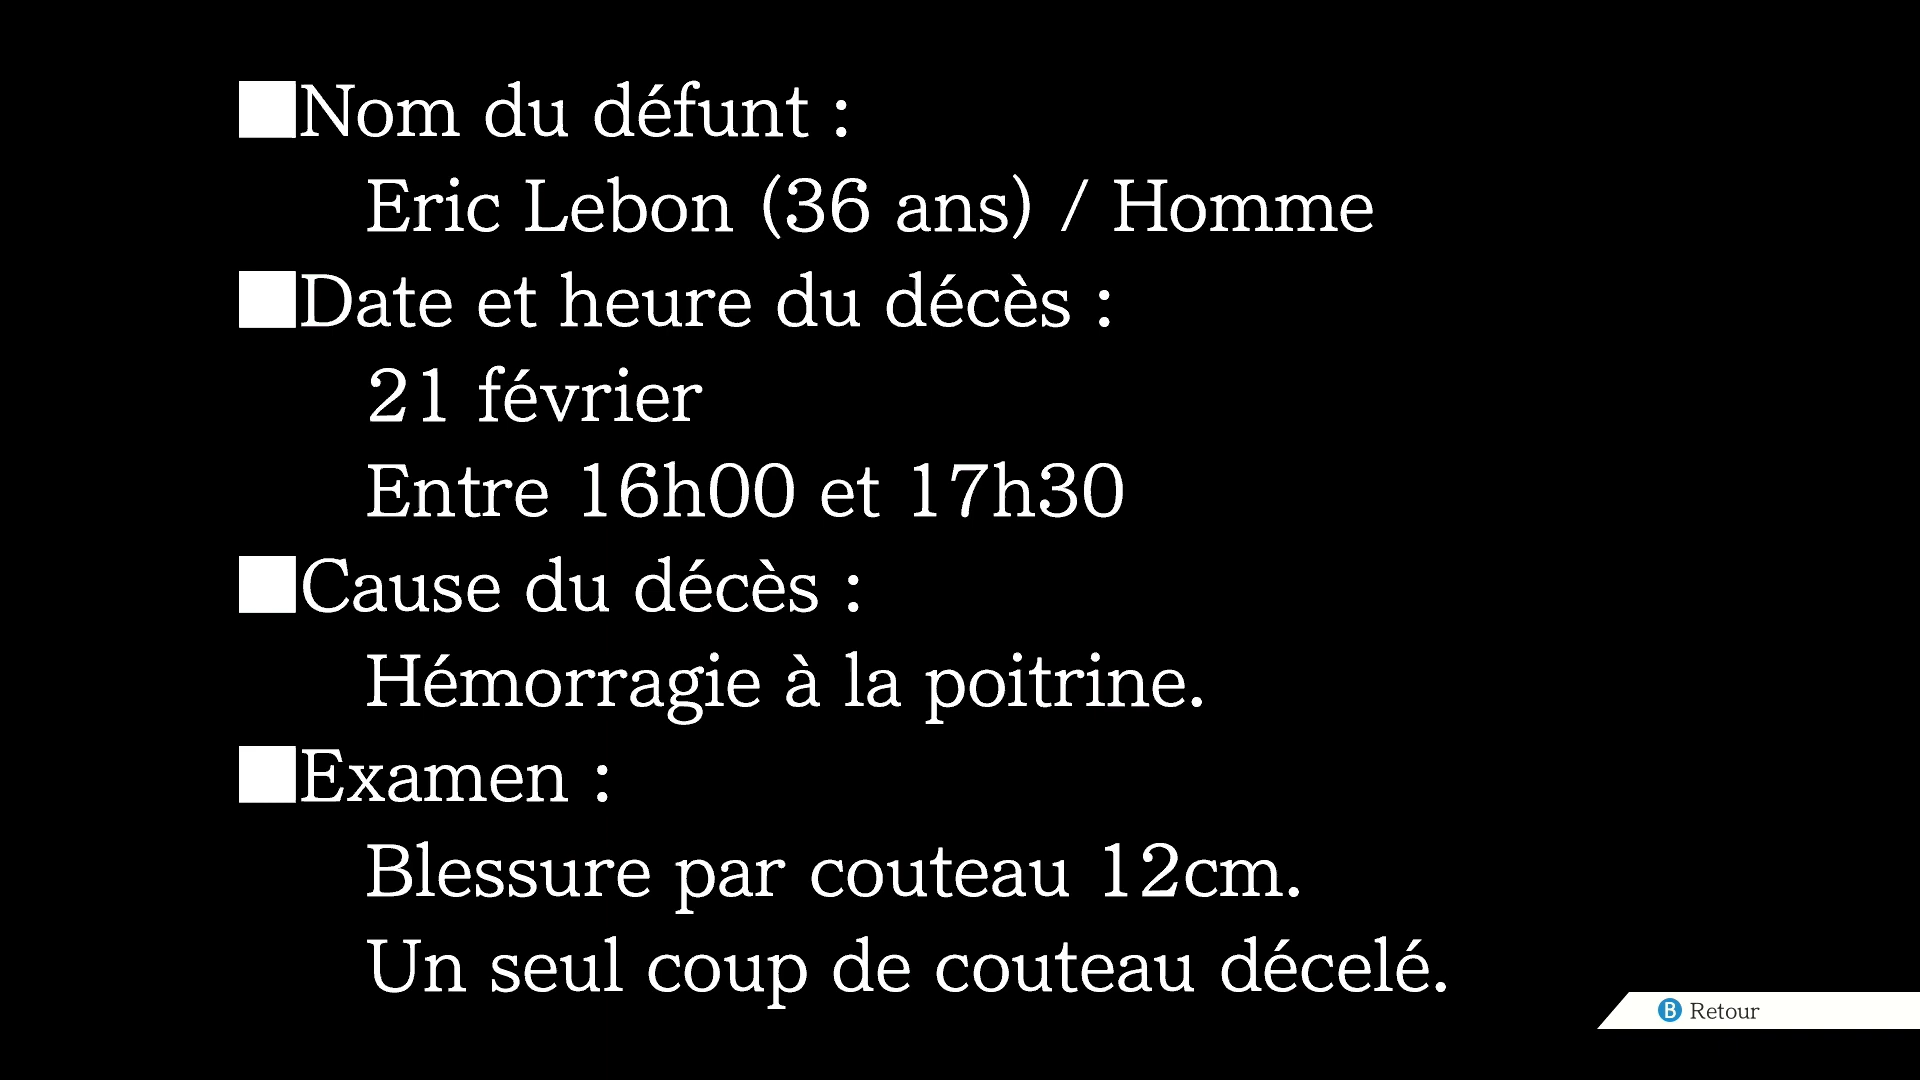 ■Nom du défunt :
Eric Lebon (36 ans) / Homme
■Date et heure du décès :
21 février
Entre 16h00 et 17h30
■Cause du décès :
Hémorragie à la poitrine.
■Examen :
Blessure par couteau 12cm.
Un seul coup de couteau décelé.
B Retour